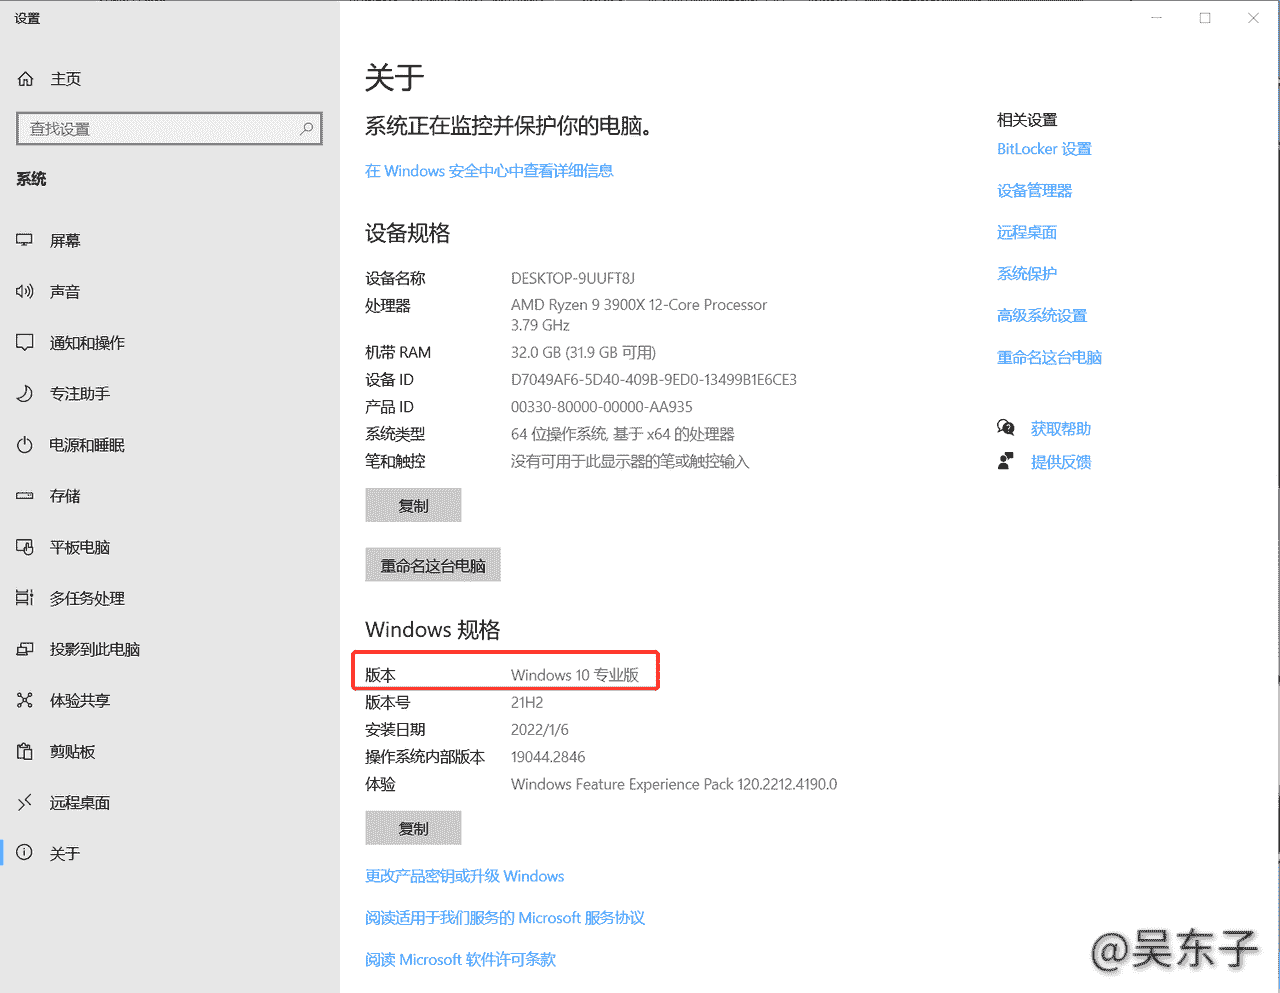 设置
主页
查找设置
系统
屏幕
声音
通知和操作
专注助手
电源和睡眠
存储
平板电脑
多任务处理
投影到此电脑
体验共享
剪贴板
远程桌面
关于
关于
系统正在监控并保护你的电脑。
在 Windows 安全中心中查看详细信息
设备规格
设备名称 DESKTOP-9UUFT8J
处理器 AMD Ryzen 9 3900X 12-Core Processor
3.79 GHz
机带 RAM 32.0 GB (31.9 GB 可用)
设备 ID D7049AF6-5D40-409B-9ED0-13499B1E6CE3
产品 ID 00330-80000-00000-AA935
系统类型 64 位操作系统, 基于 x64 的处理器
笔和触控 没有可用于此显示器的笔或触控输入
复制
重命名这台电脑
Windows 规格
版本 Windows 10 专业版
版本号 21H2
安装日期 2022/1/6
操作系统内部版本 19044.2846
体验 Windows Feature Experience Pack 120.2212.4190.0
复制
更改产品密钥或升级 Windows
阅读适用于我们服务的 Microsoft 服务协议
阅读 Microsoft 软件许可条款
相关设置
BitLocker 设置
设备管理器
远程桌面
系统保护
高级系统设置
重命名这台电脑
获取帮助
提供反馈
@吴东子